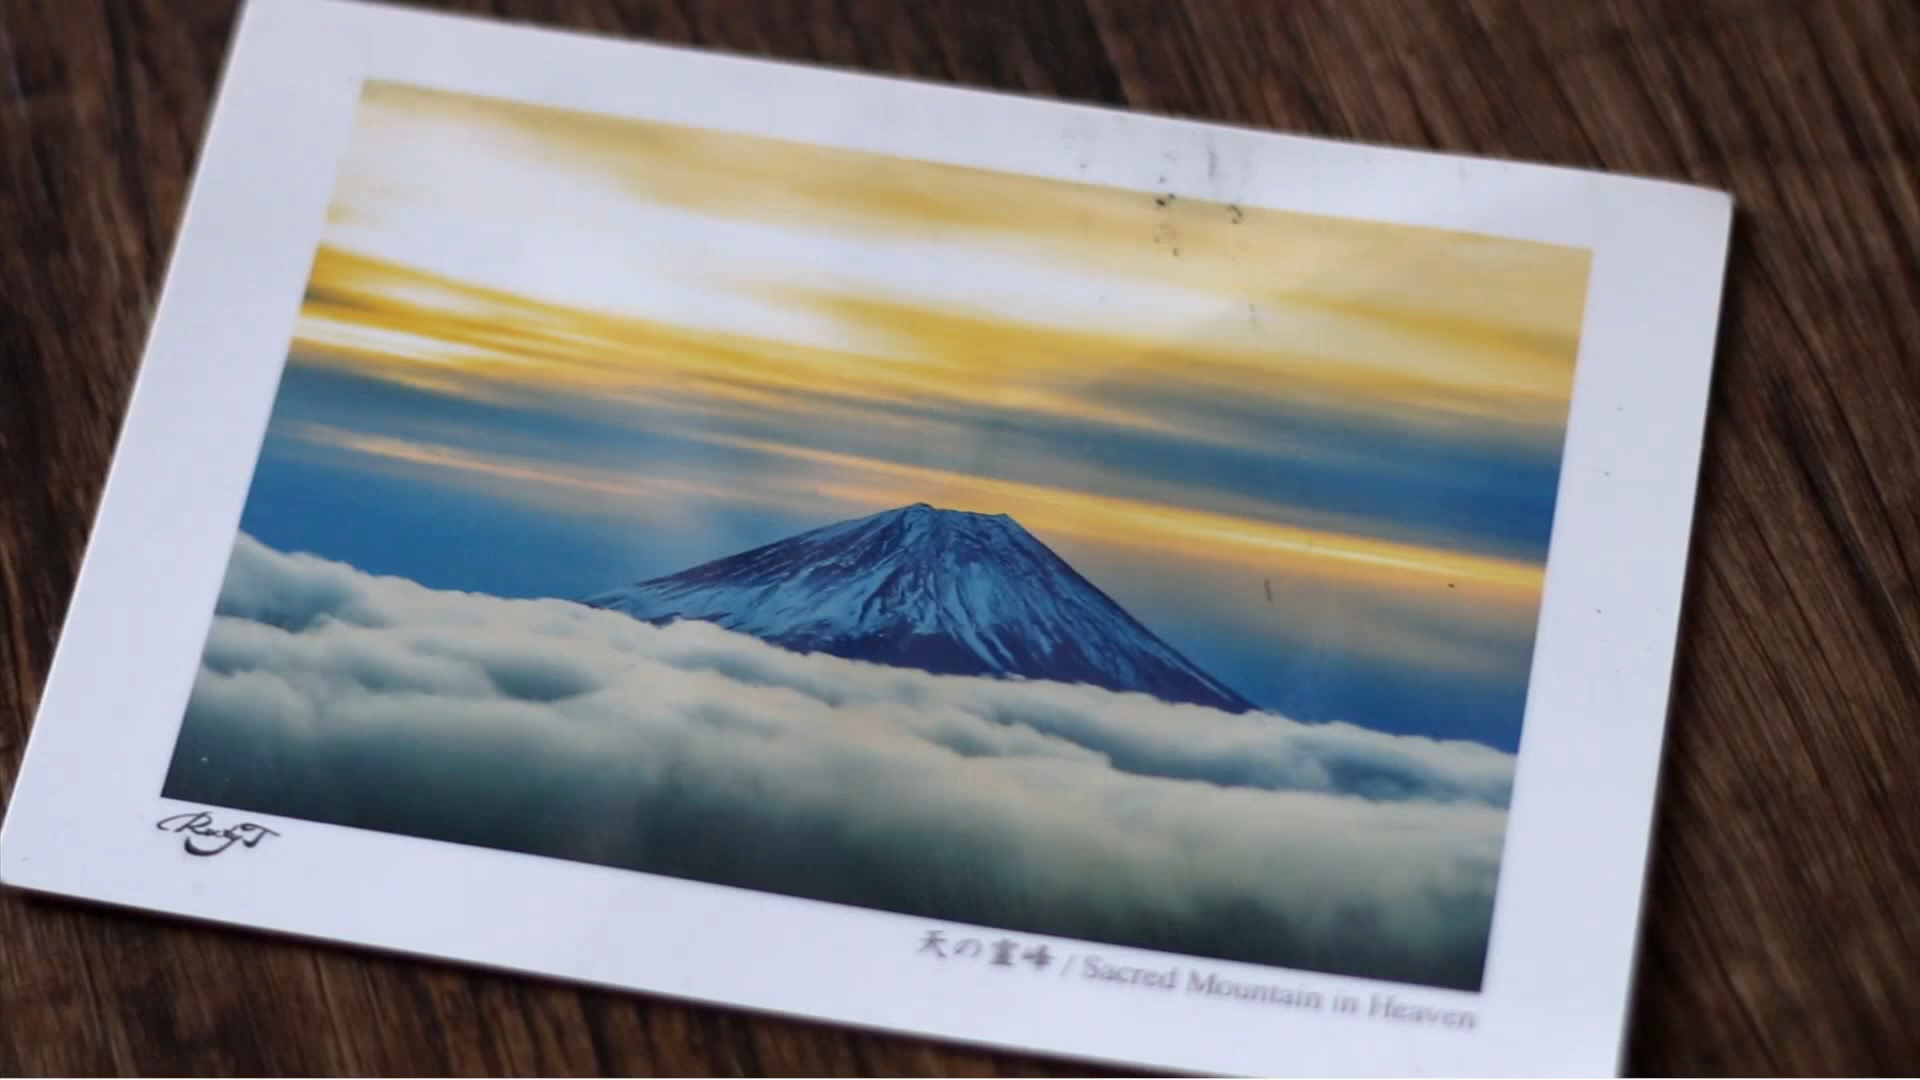 天の霊峰 / Sacred Mountain in Heaven